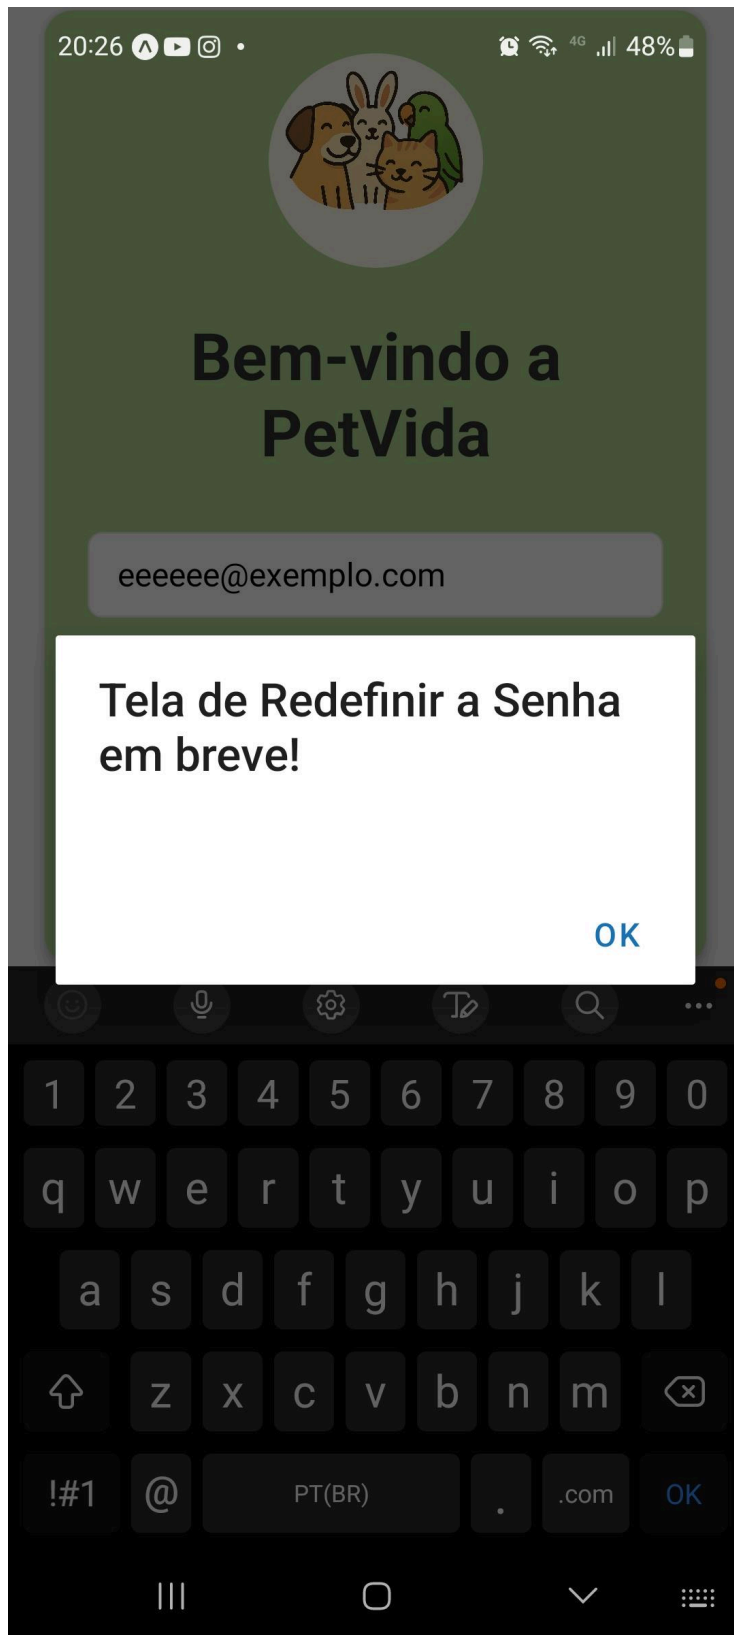 20:26
4G
48%
Bem-vindo a
PetVida
eeeeee@exemplo.com
Tela de Redefinir a Senha
em breve!
OK
1 2 3 4 5 6 7 8 9 0
q w e r t y u i o p
a s d f g h j k l
z x c v b n m
!#1 @ PT(BR) . .com OK